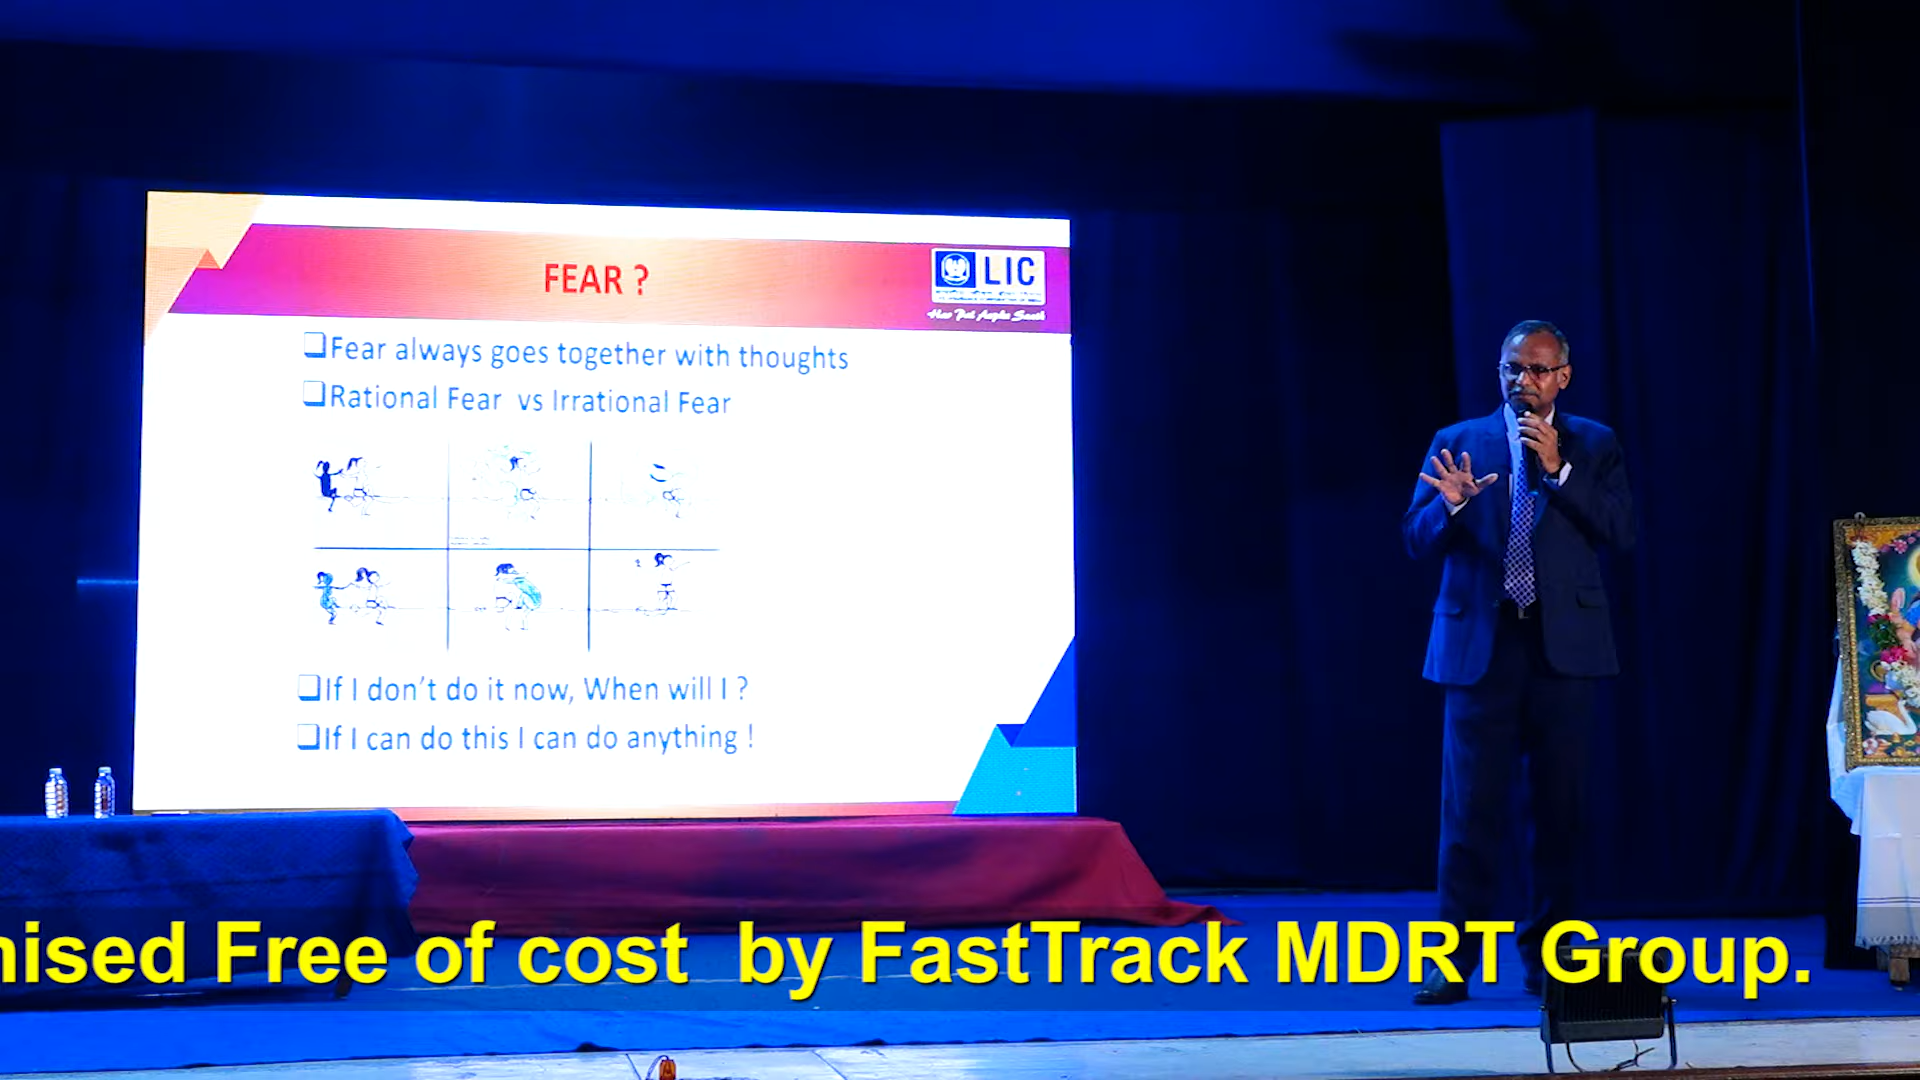 FEAR ?
LIC
Fear always goes together with thoughts
Rational Fear vs Irrational Fear
If I don't do it now, When will I ?
If I can do this I can do anything !
nised Free of cost by FastTrack MDRT Group.